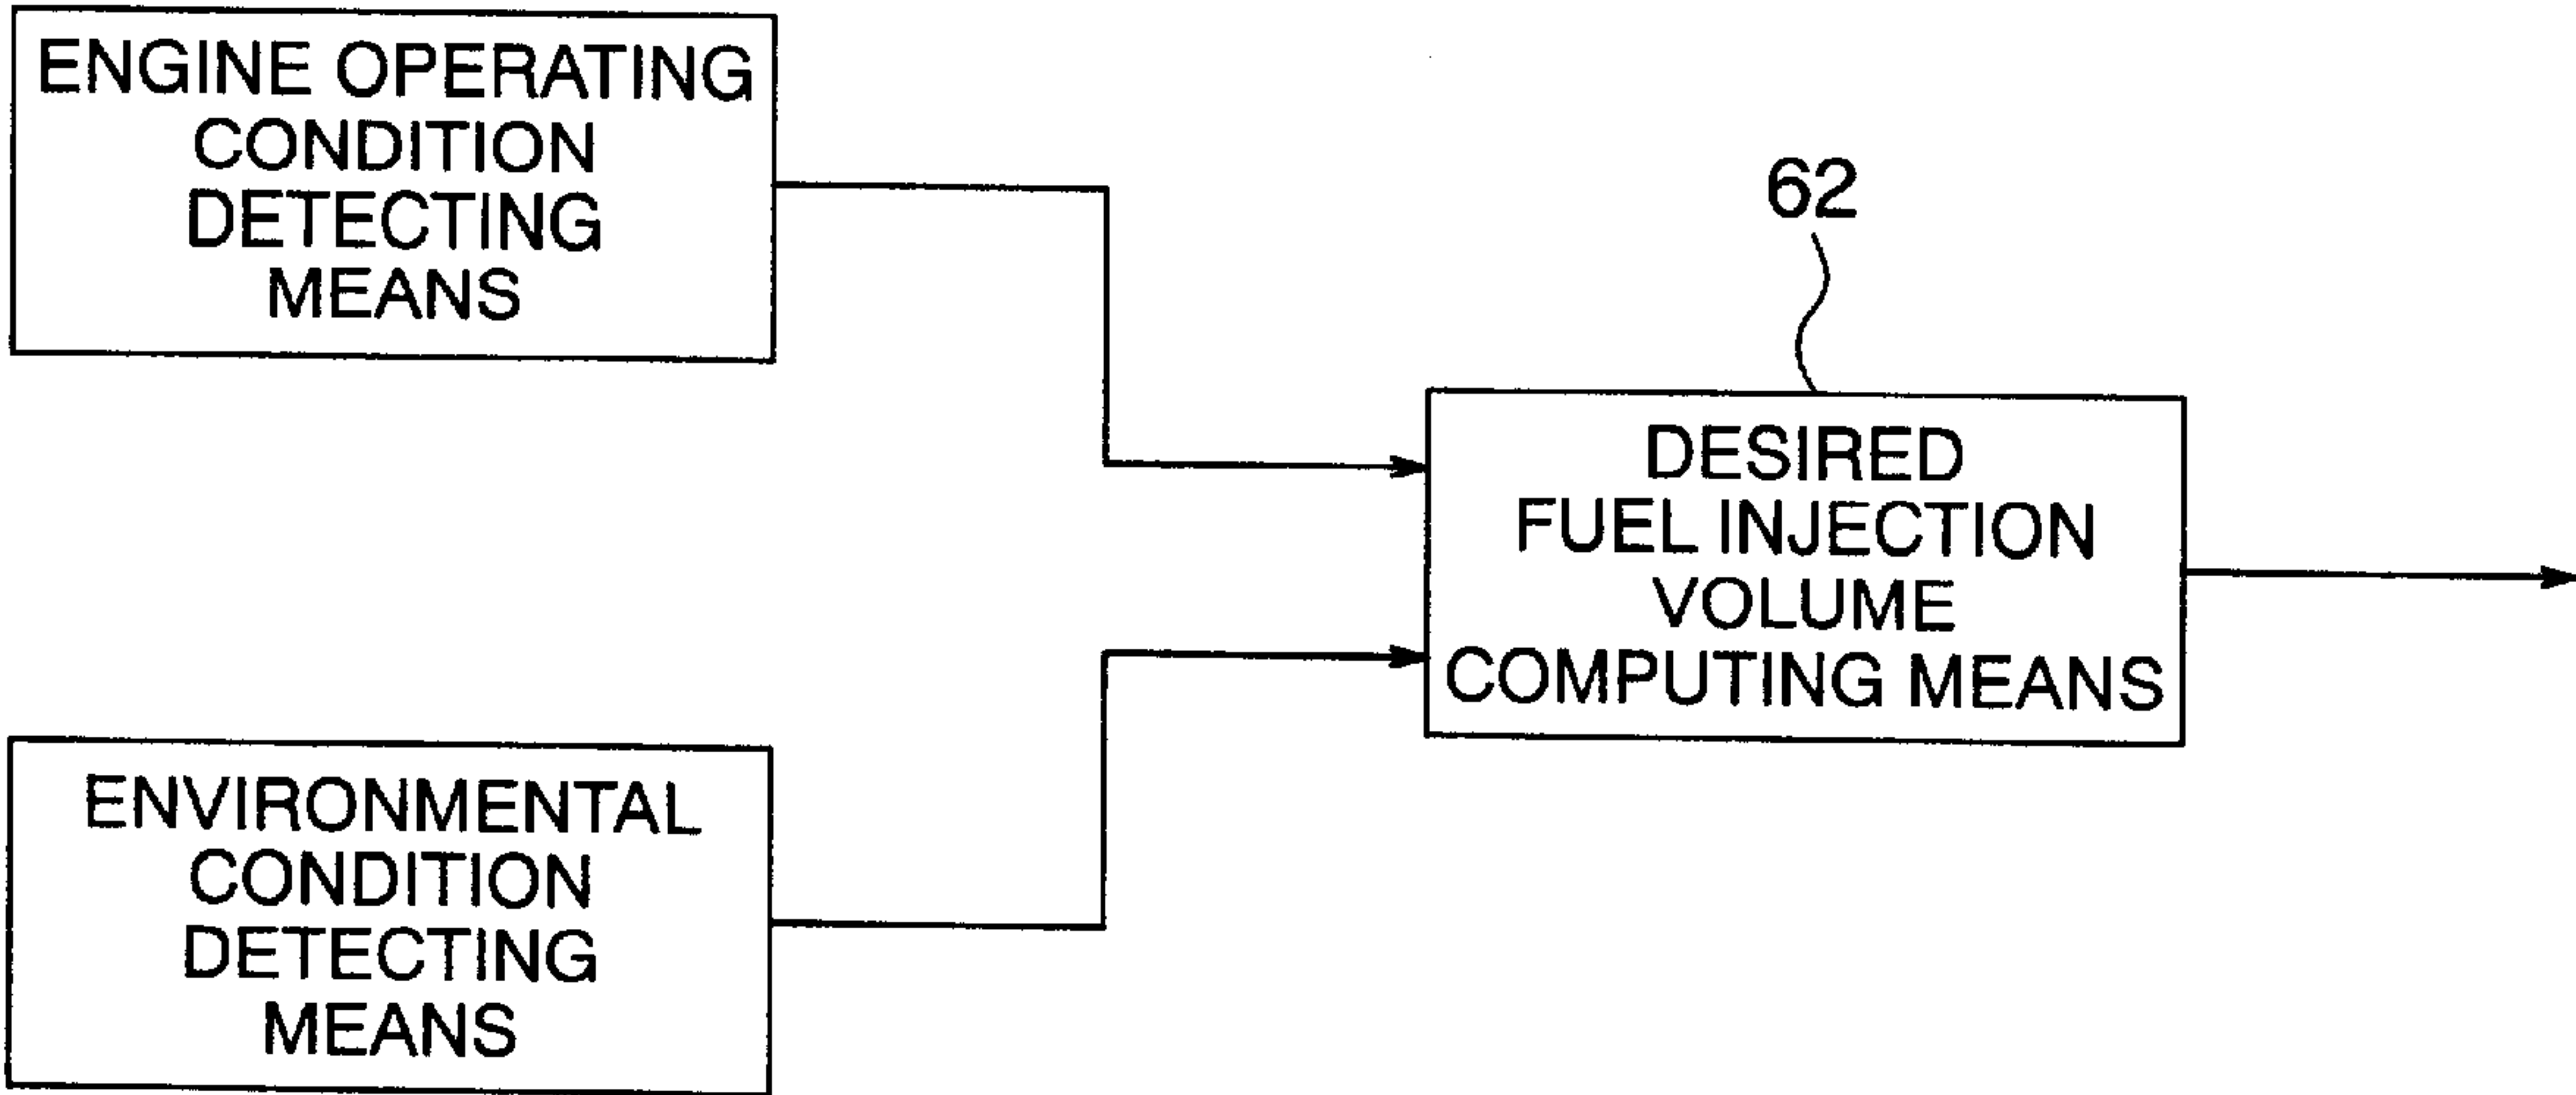 ENGINE OPERATING
CONDITION
DETECTING
MEANS
62
DESIRED
FUEL INJECTION
VOLUME
COMPUTING MEANS
ENVIRONMENTAL
CONDITION
DETECTING
MEANS